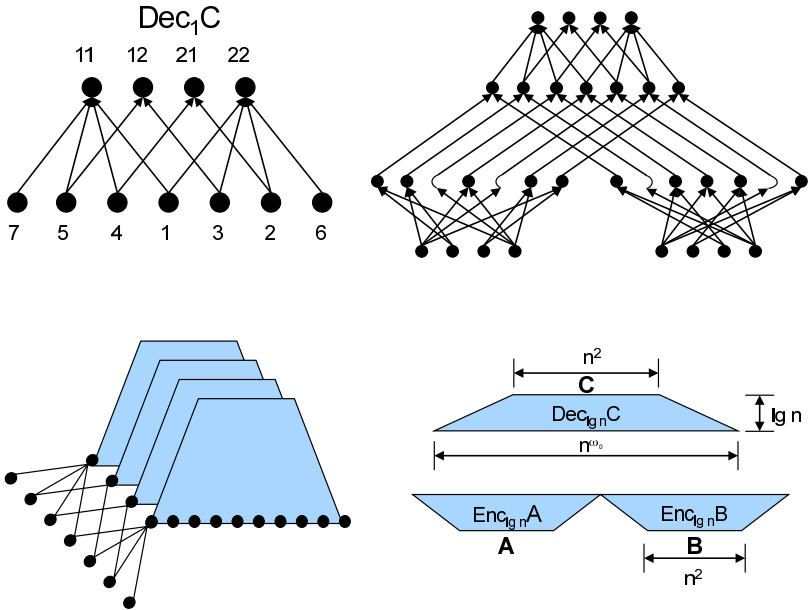 Dec₁C
11 12 21 22
7 5 4 1 3 2 6
n²
C
Dec lg n C
lg n
n^ω₀
Enc lg n A
Enc lg n B
A
B
n²